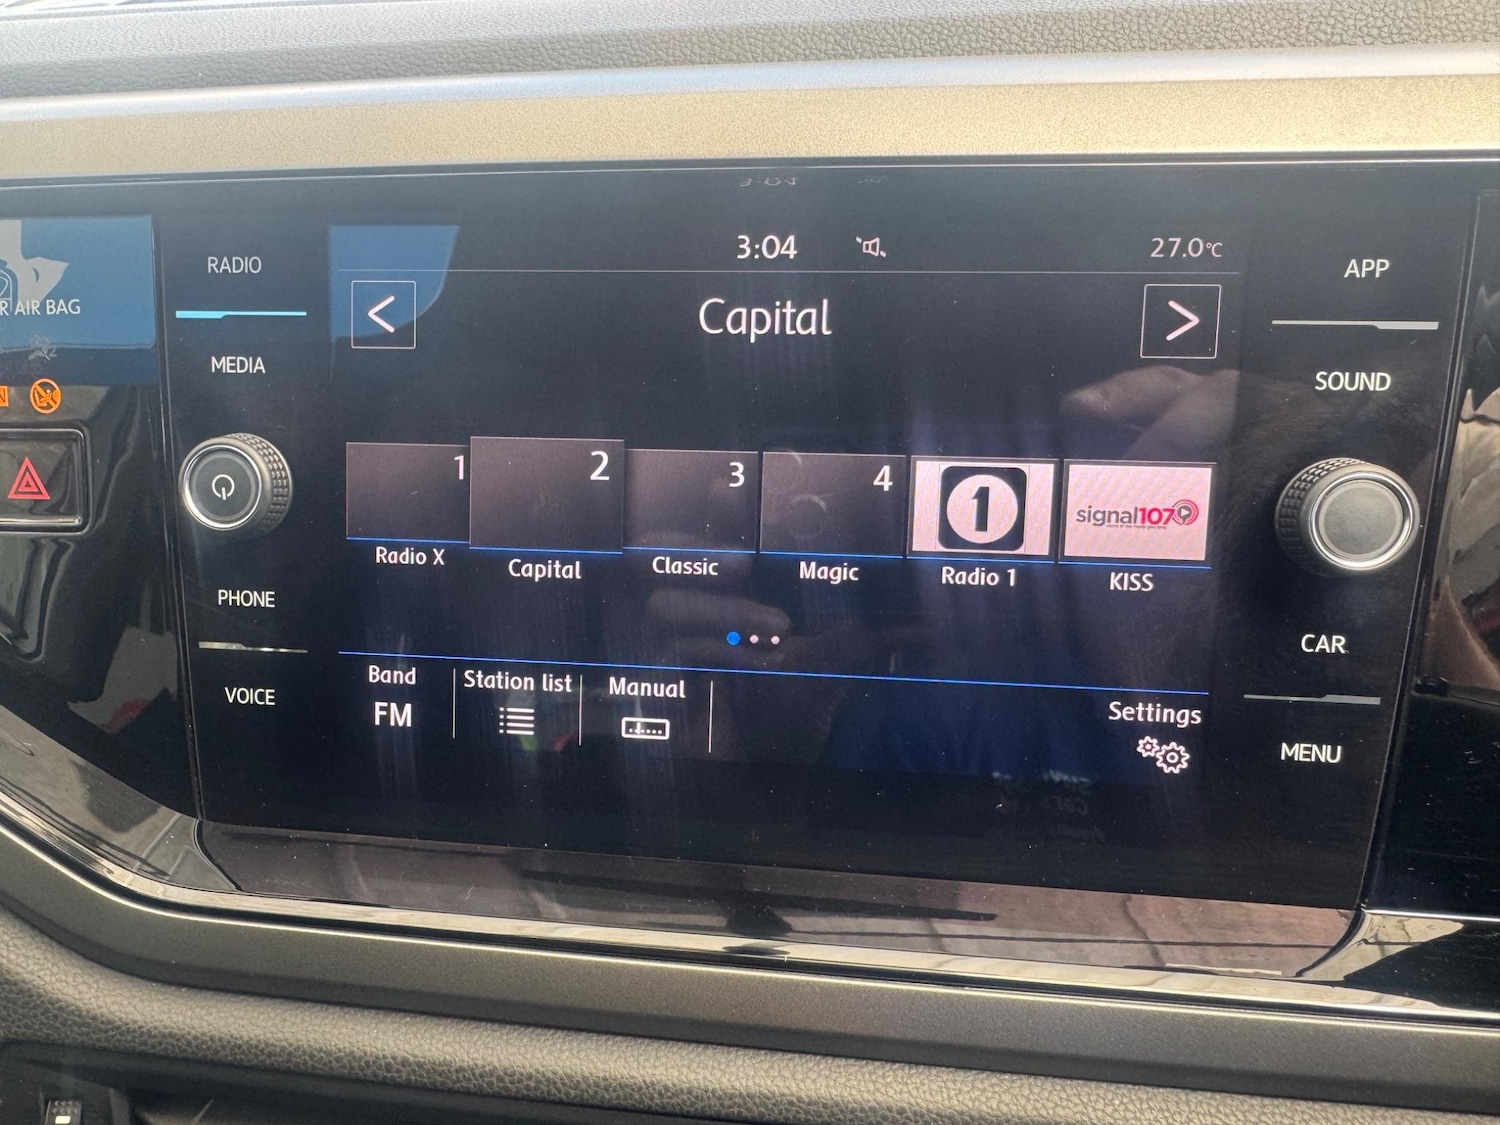 3:04
27.0°C
RADIO
APP
R AIR BAG
Capital
MEDIA
SOUND
1
2
3
4
1
signal107
Radio X
Capital
Classic
Magic
Radio 1
KISS
PHONE
CAR
VOICE
MENU
Band
FM
Station list
Manual
Settings